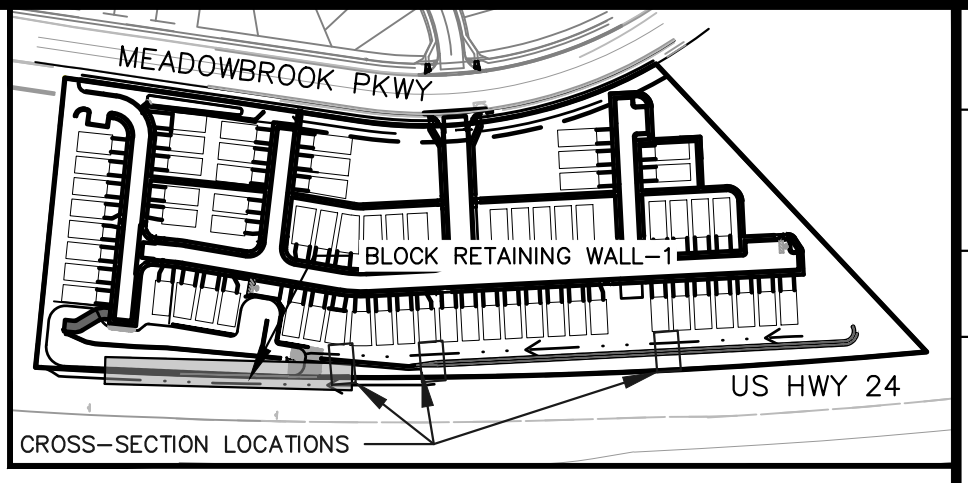 MEADOWBROOK PKWY
BLOCK RETAINING WALL-1
US HWY 24
CROSS-SECTION LOCATIONS